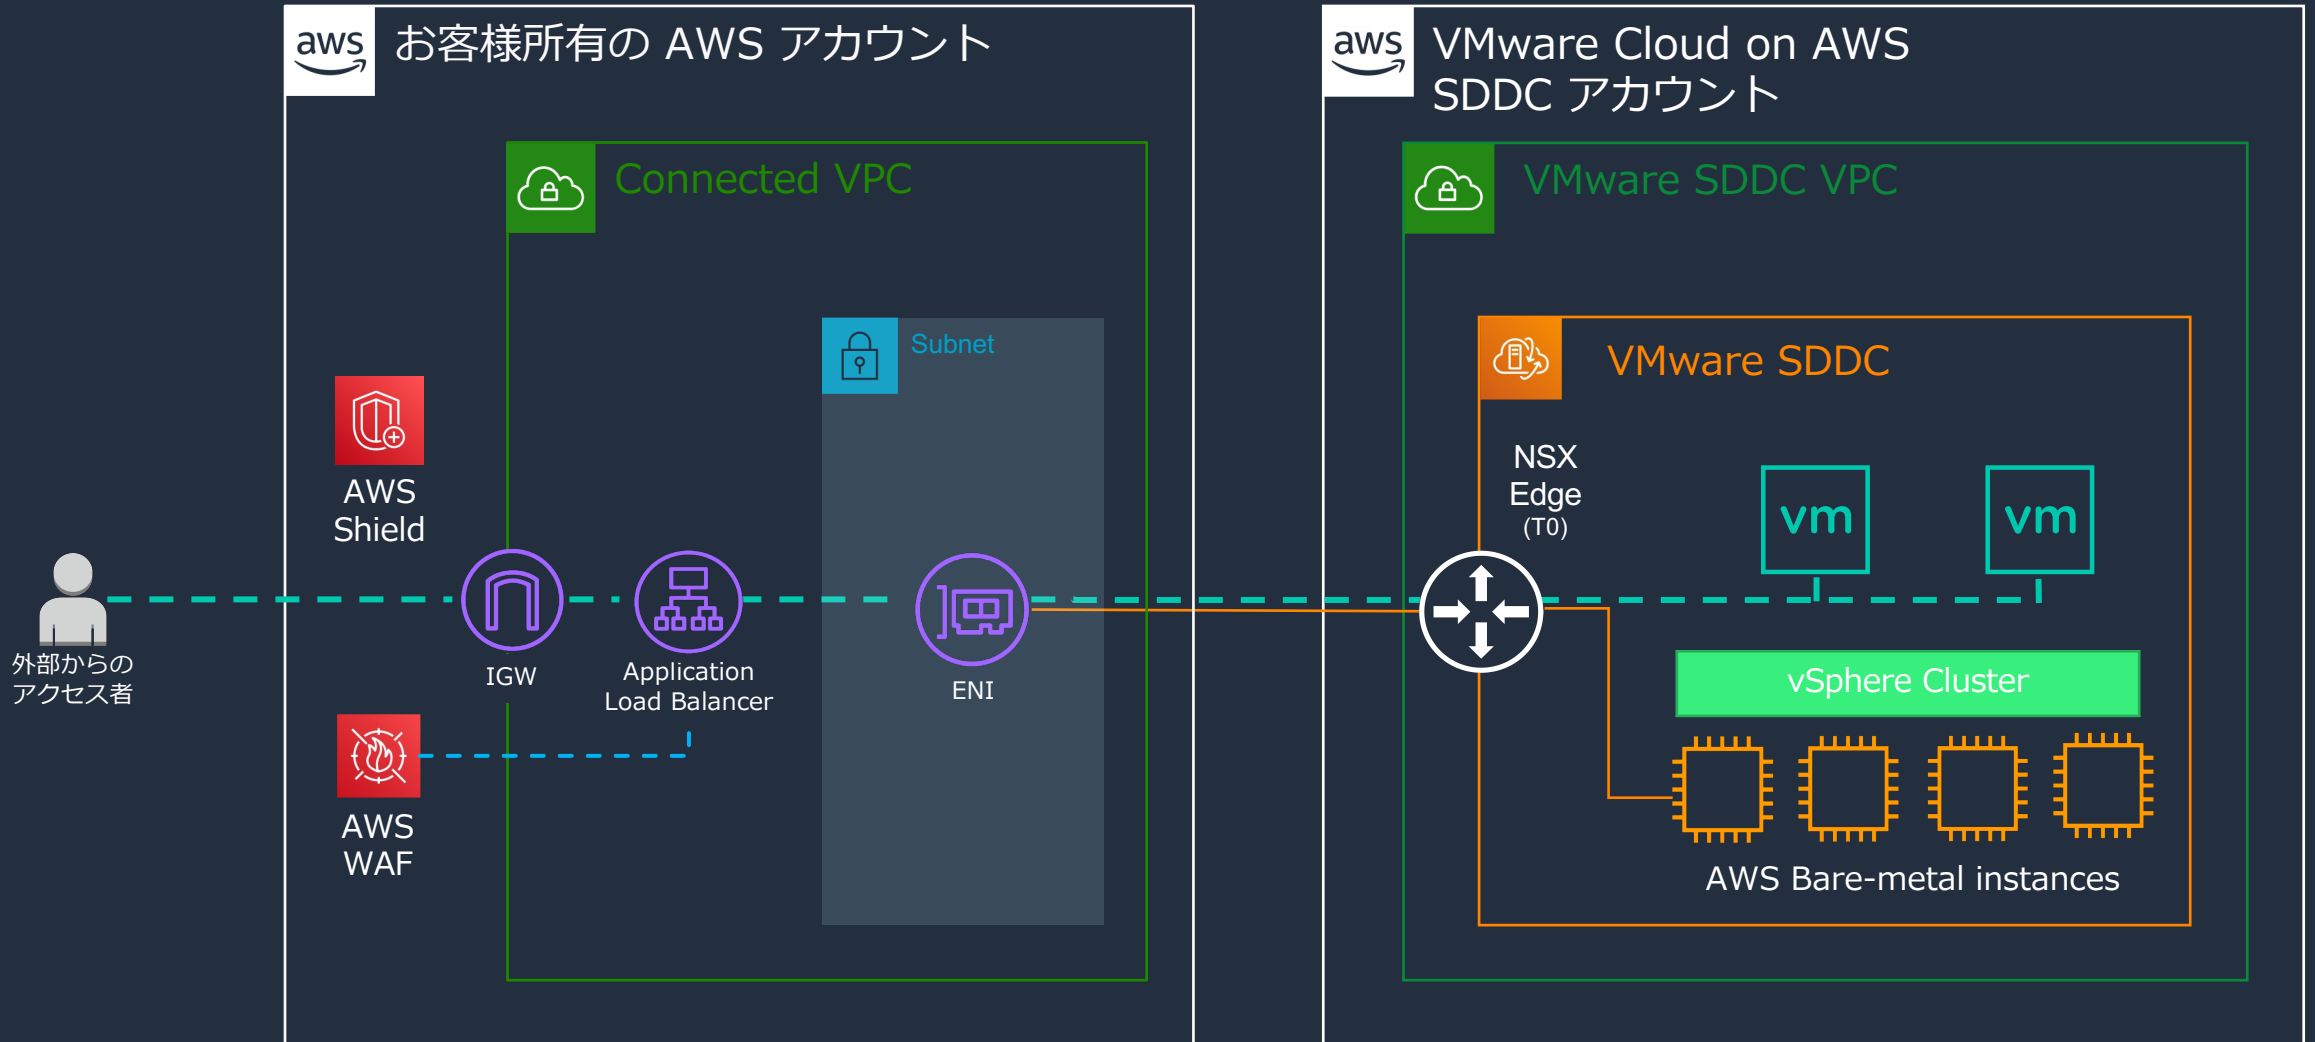 aws
お客様所有の AWS アカウント
Connected VPC
Subnet
AWS
Shield
外部からの
アクセス者
IGW
Application
Load Balancer
ENI
AWS
WAF
aws
VMware Cloud on AWS
SDDC アカウント
VMware SDDC VPC
VMware SDDC
NSX
Edge
(T0)
vm
vm
vSphere Cluster
AWS Bare-metal instances